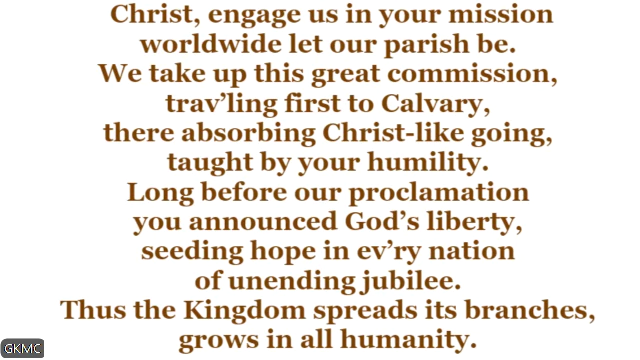 Christ, engage us in your mission
worldwide let our parish be.
We take up this great commission,
trav’ling first to Calvary,
there absorbing Christ-like going,
taught by your humility.
Long before our proclamation
you announced God’s liberty,
seeding hope in ev’ry nation
of unending jubilee.
Thus the Kingdom spreads its branches,
grows in all humanity.
GKMC